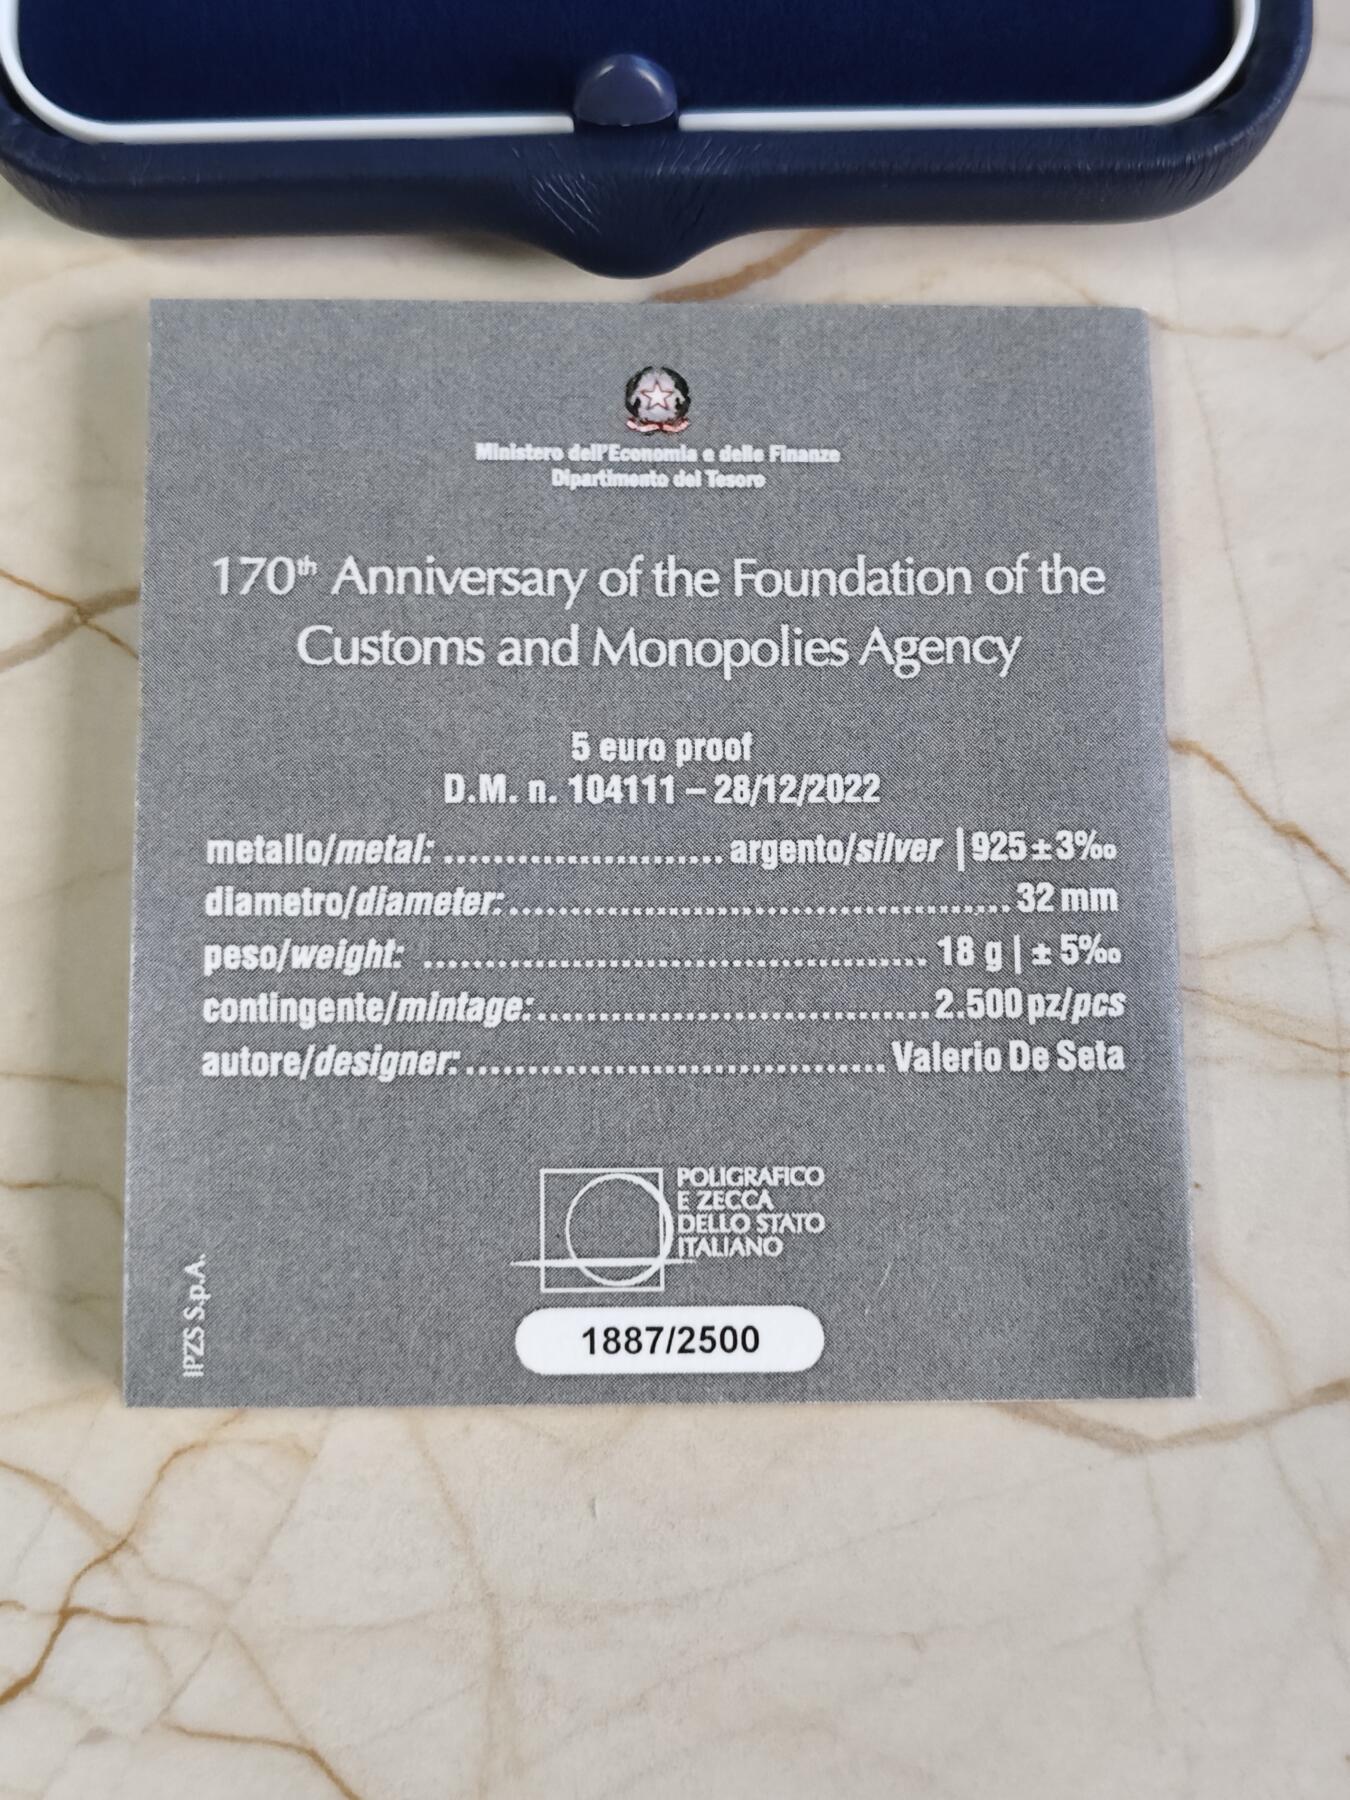 Ministero dell'Economia e delle Finanze
Dipartimento del Tesoro
170th Anniversary of the Foundation of the
Customs and Monopolies Agency
5 euro proof
D.M. n. 104111 – 28/12/2022
metallo/metal: ............................ argento/silver | 925±3‰
diametro/diameter: .................................................. 32 mm
peso/weight: .................................................. 18 g | ± 5‰
contingente/mintage: ...................................... 2.500 pz/pcs
autore/designer: .......................................... Valerio De Seta
POLIGRAFICO
E ZECCA
DELLO STATO
ITALIANO
IPZS S.p.A.
1887/2500